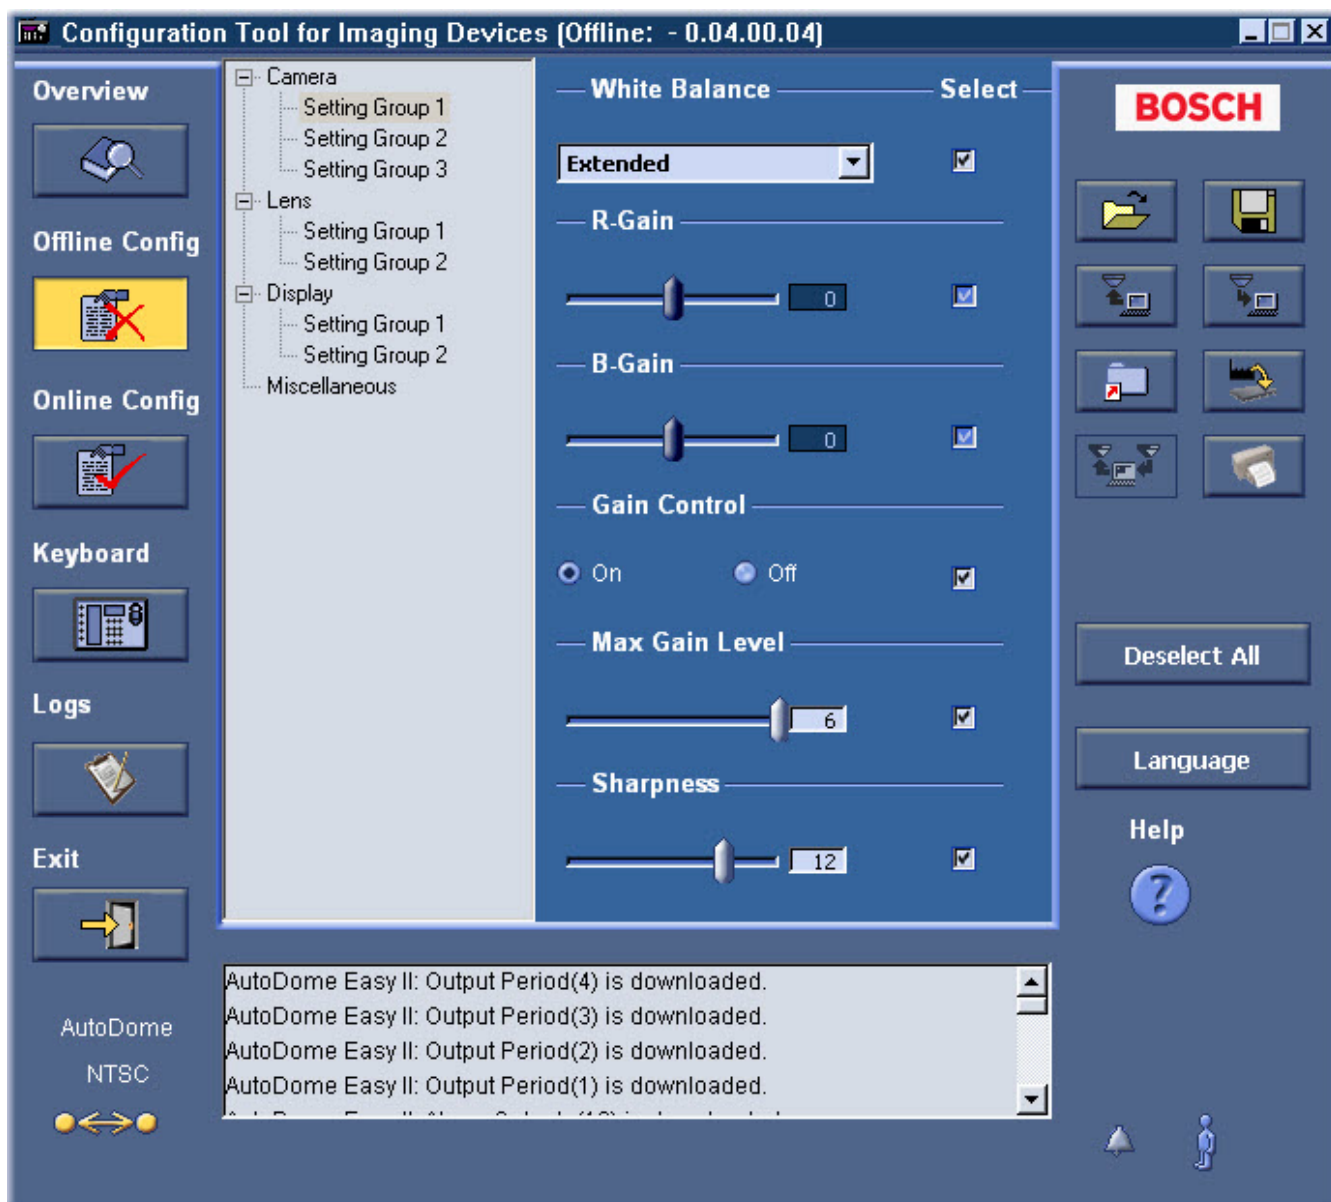 Configuration Tool for Imaging Devices (Offline: - 0.04.00.04)
Overview
Offline Config
Online Config
Keyboard
Logs
Exit
AutoDome
NTSC
Camera
Setting Group 1
Setting Group 2
Setting Group 3
Lens
Setting Group 1
Setting Group 2
Display
Setting Group 1
Setting Group 2
Miscellaneous
White Balance Select
Extended
R-Gain
0
B-Gain
0
Gain Control
On Off
Max Gain Level
6
Sharpness
12
BOSCH
Deselect All
Language
Help
?
AutoDome Easy II: Output Period(4) is downloaded.
AutoDome Easy II: Output Period(3) is downloaded.
AutoDome Easy II: Output Period(2) is downloaded.
AutoDome Easy II: Output Period(1) is downloaded.